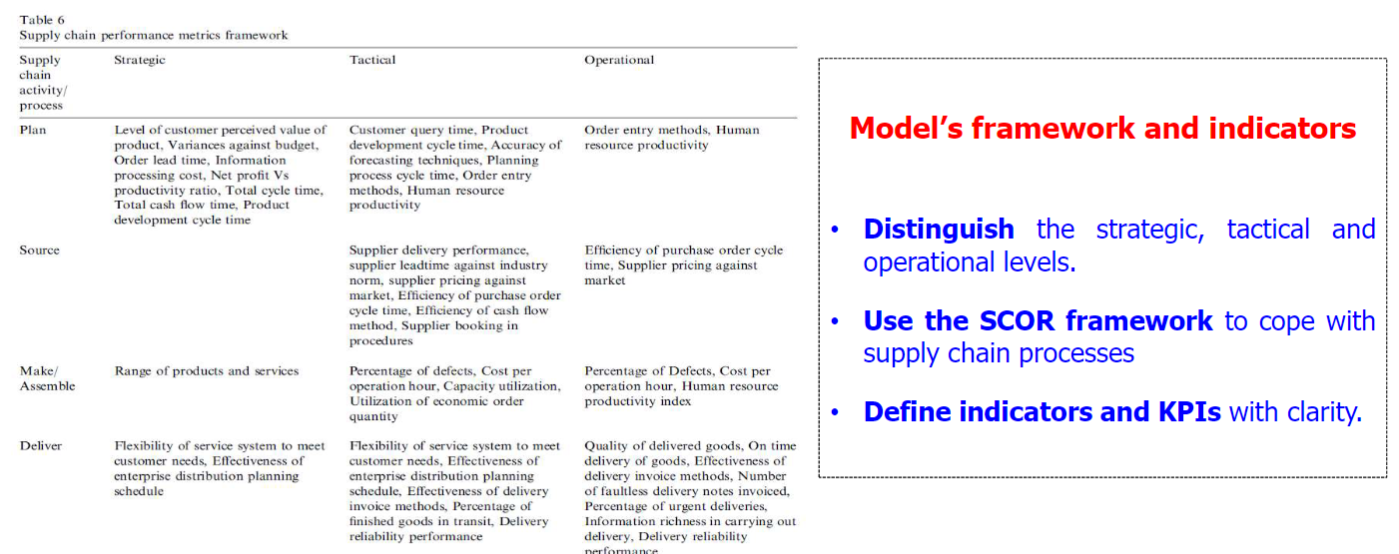 Table 6
Supply chain performance metrics framework
Supply
chain
activity/
process
Strategic
Tactical
Operational
Plan
Level of customer perceived value of
product, Variances against budget,
Order lead time, Information
processing cost, Net profit Vs
productivity ratio, Total cycle time,
Total cash flow time, Product
development cycle time
Customer query time, Product
development cycle time, Accuracy of
forecasting techniques, Planning
process cycle time, Order entry
methods, Human resource
productivity
Order entry methods, Human
resource productivity
Source
Supplier delivery performance,
supplier leadtime against industry
norm, supplier pricing against
market, Efficiency of purchase order
cycle time, Efficiency of cash flow
method, Supplier booking in
procedures
Efficiency of purchase order cycle
time, Supplier pricing against
market
Make/
Assemble
Range of products and services
Percentage of defects, Cost per
operation hour, Capacity utilization,
Utilization of economic order
quantity
Percentage of Defects, Cost per
operation hour, Human resource
productivity index
Deliver
Flexibility of service system to meet
customer needs, Effectiveness of
enterprise distribution planning
schedule
Flexibility of service system to meet
customer needs, Effectiveness of
enterprise distribution planning
schedule, Effectiveness of delivery
invoice methods, Percentage of
finished goods in transit, Delivery
reliability performance
Quality of delivered goods, On time
delivery of goods, Effectiveness of
delivery invoice methods, Number
of faultless delivery notes invoiced,
Percentage of urgent deliveries,
Information richness in carrying out
delivery, Delivery reliability
performance
Model's framework and indicators
• Distinguish the strategic, tactical and
operational levels.
• Use the SCOR framework to cope with
supply chain processes
• Define indicators and KPIs with clarity.